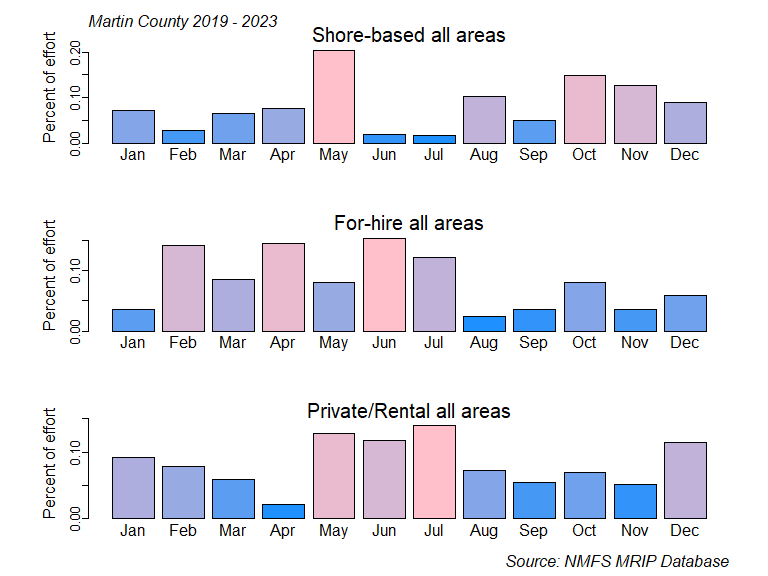 Martin County 2019 - 2023
Shore-based all areas
Percent of effort
0.20
0.10
0.00
Jan Feb Mar Apr May Jun Jul Aug Sep Oct Nov Dec
For-hire all areas
Percent of effort
0.10
0.00
Jan Feb Mar Apr May Jun Jul Aug Sep Oct Nov Dec
Private/Rental all areas
Percent of effort
0.10
0.00
Jan Feb Mar Apr May Jun Jul Aug Sep Oct Nov Dec
Source: NMFS MRIP Database